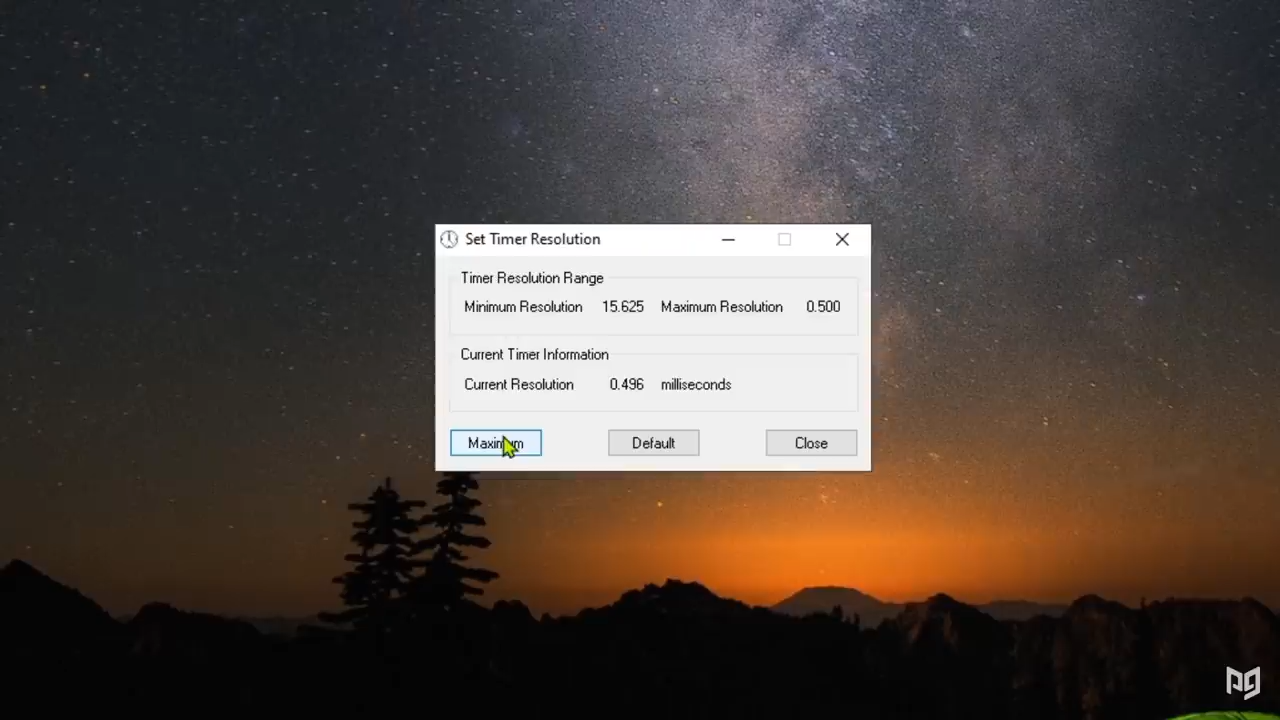 Set Timer Resolution
Timer Resolution Range
Minimum Resolution 15.625 Maximum Resolution 0.500
Current Timer Information
Current Resolution 0.496 milliseconds
Maximum Default Close